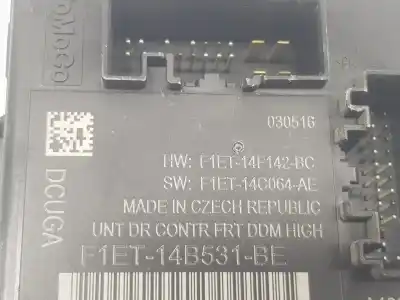 FoMoCo
030516
HW: F1ET-14F142-BC
SW: F1ET-14C064-AE
DCUGA
MADE IN CZECH REPUBLIC
UNT DR CONTR FRT DDM HIGH
F1ET-14B531-BE